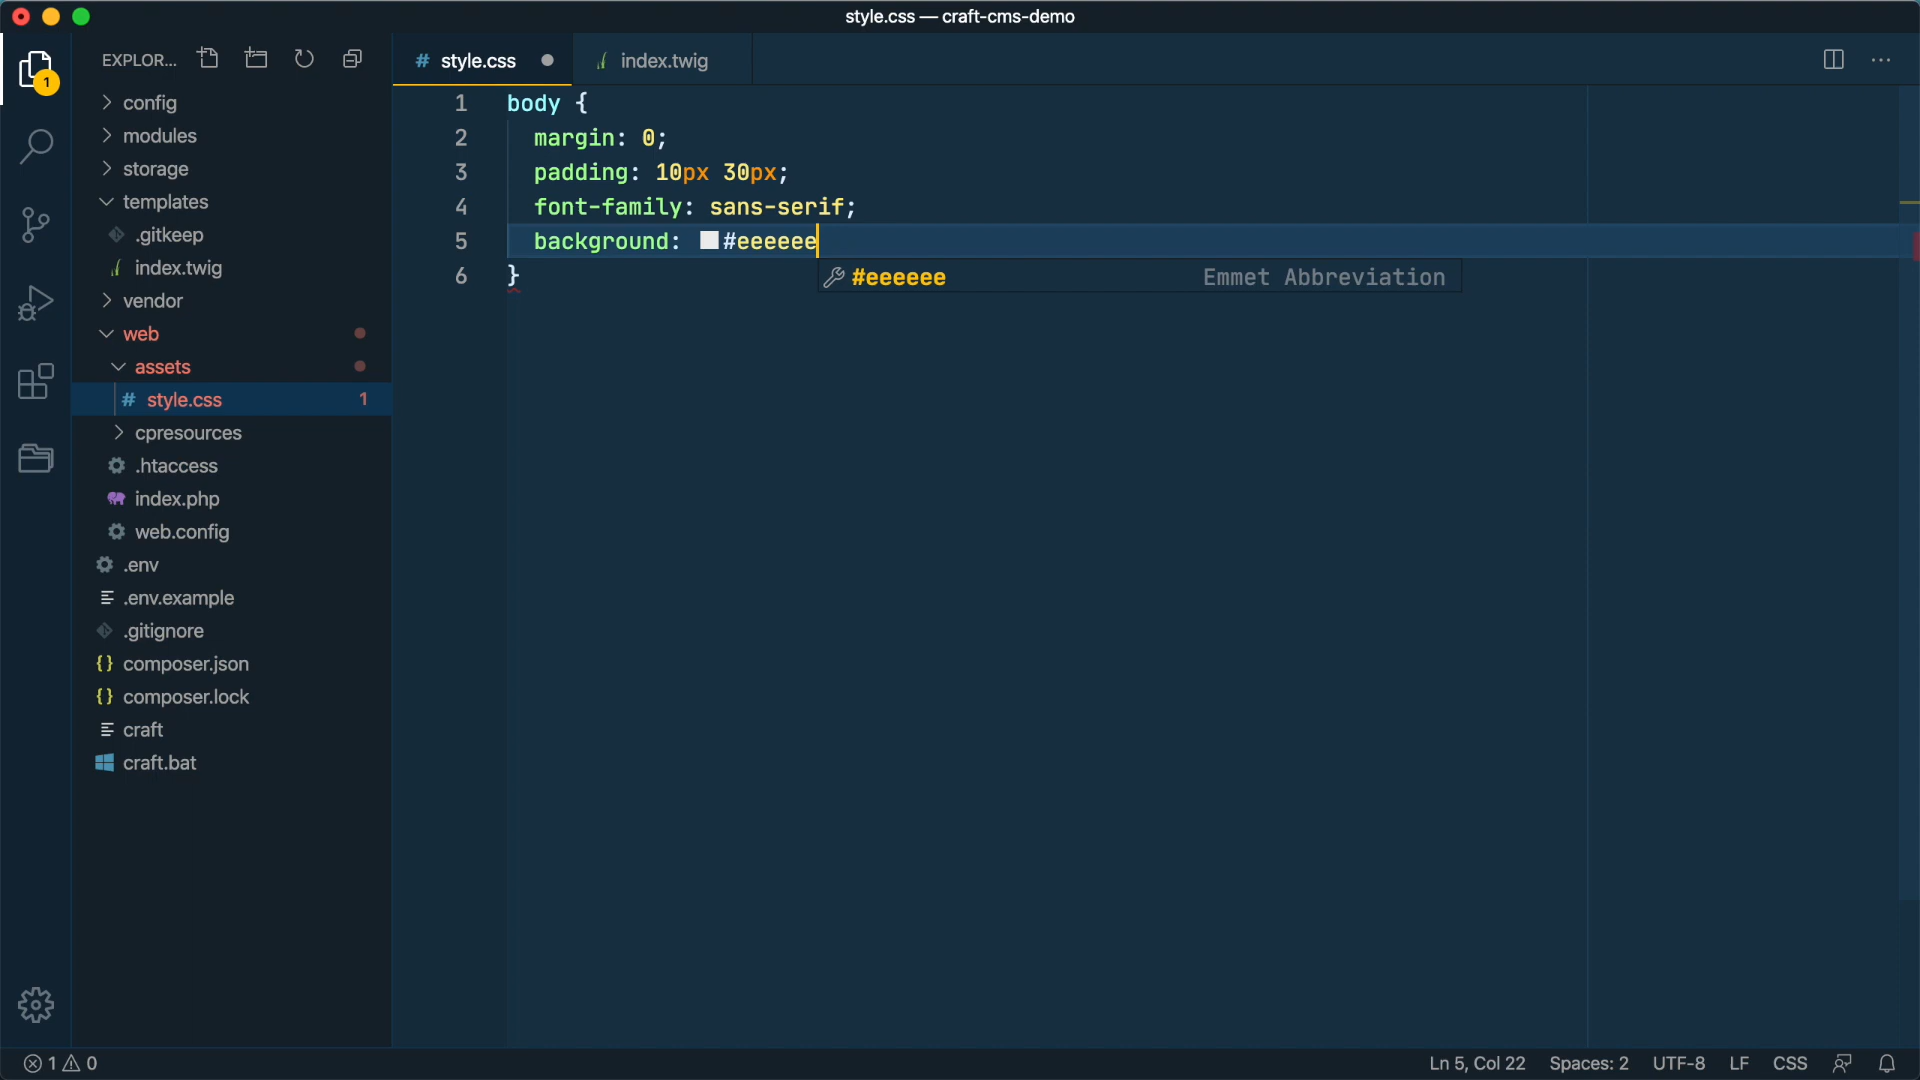 style.css — craft-cms-demo
EXPLOR...
1
config
modules
storage
templates
.gitkeep
index.twig
vendor
web
assets
# style.css 1
cpresources
.htaccess
index.php
web.config
.env
.env.example
.gitignore
{} composer.json
{} composer.lock
craft
craft.bat
# style.css
index.twig
1 body {
2 margin: 0;
3 padding: 10px 30px;
4 font-family: sans-serif;
5 background: #eeeeee
#eeeeee Emmet Abbreviation
6 }
1 0
Ln 5, Col 22 Spaces: 2 UTF-8 LF CSS